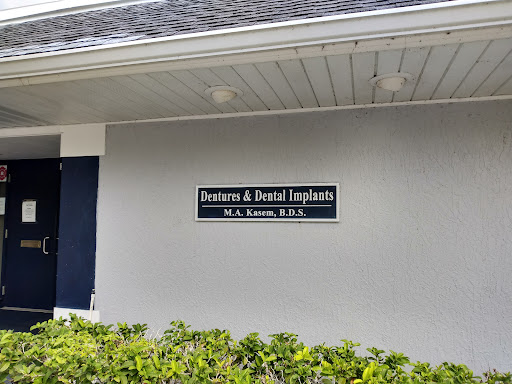 Dentures & Dental Implants
M.A. Kasem, B.D.S.